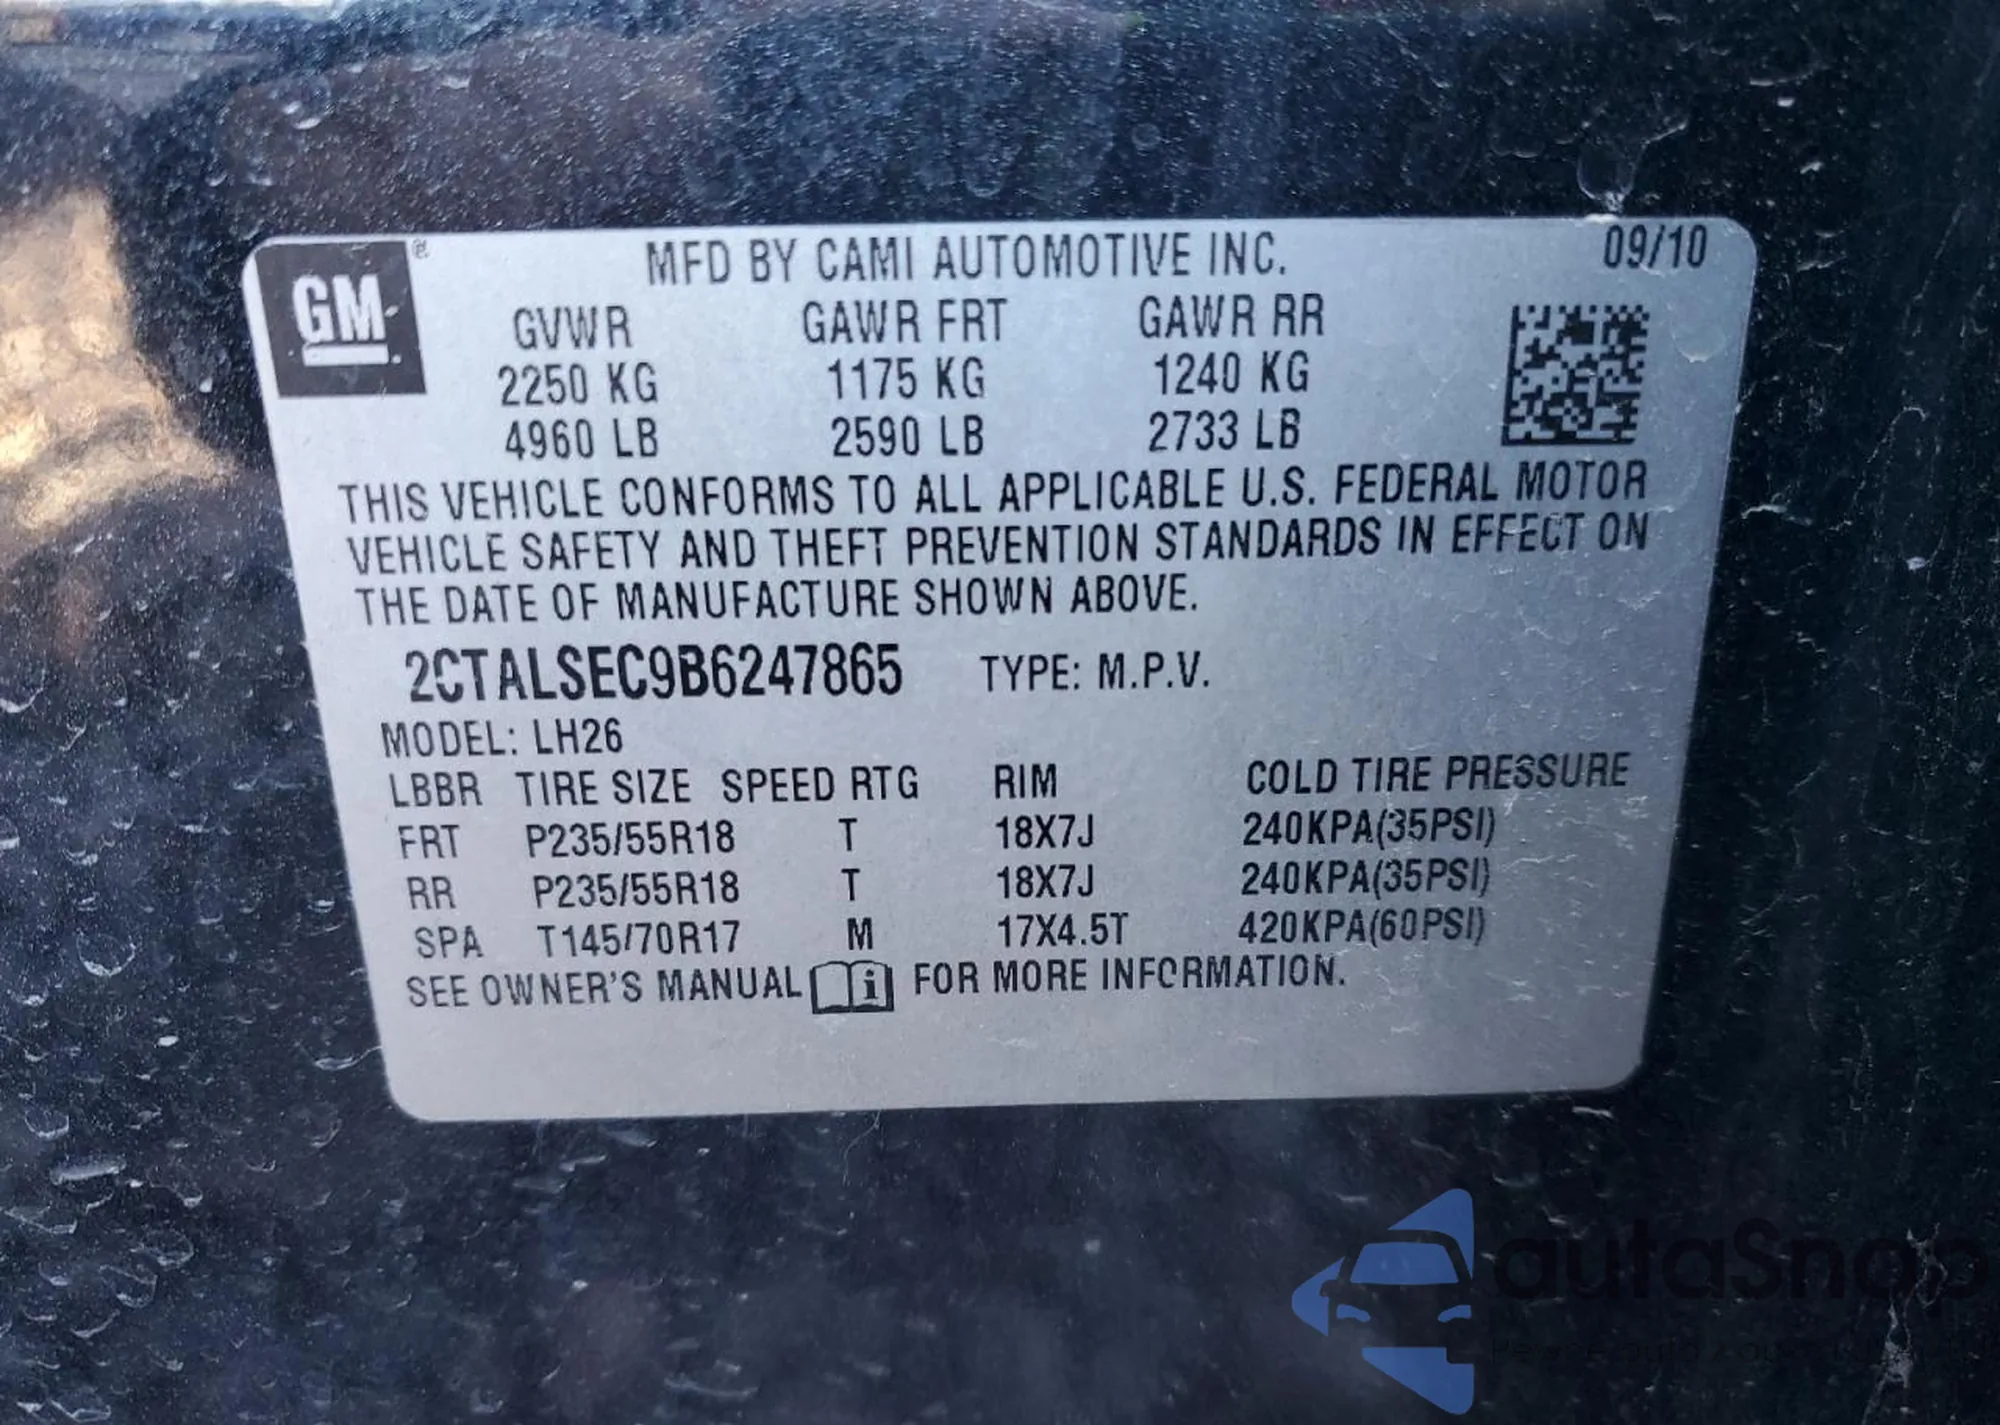 GM ®
MFD BY CAMI AUTOMOTIVE INC. 09/10
GVWR GAWR FRT GAWR RR
2250 KG 1175 KG 1240 KG
4960 LB 2590 LB 2733 LB
THIS VEHICLE CONFORMS TO ALL APPLICABLE U.S. FEDERAL MOTOR
VEHICLE SAFETY AND THEFT PREVENTION STANDARDS IN EFFECT ON
THE DATE OF MANUFACTURE SHOWN ABOVE.
2CTALSEC9B6247865 TYPE: M.P.V.
MODEL: LH26
LBBR TIRE SIZE SPEED RTG RIM COLD TIRE PRESSURE
FRT P235/55R18 T 18X7J 240KPA(35PSI)
RR P235/55R18 T 18X7J 240KPA(35PSI)
SPA T145/70R17 M 17X4.5T 420KPA(60PSI)
SEE OWNER'S MANUAL FOR MORE INFORMATION.
autaSnap